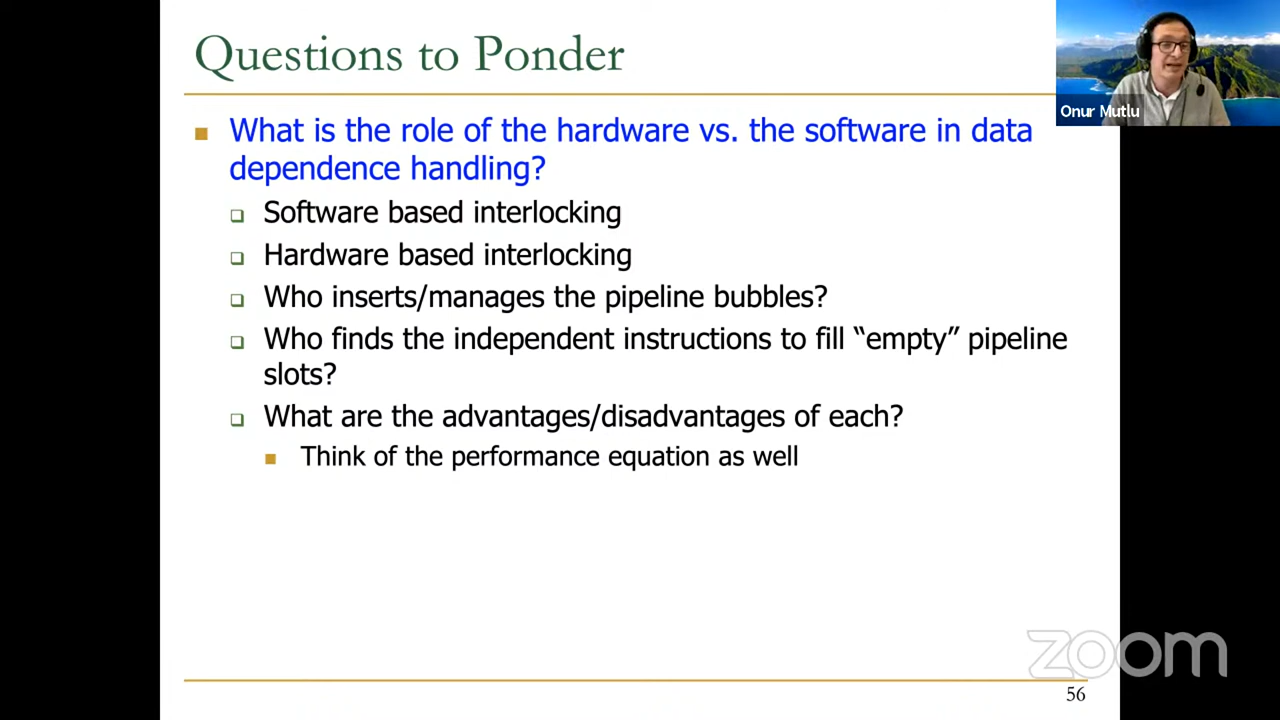 Questions to Ponder
Onur Mutlu
What is the role of the hardware vs. the software in data
dependence handling?
Software based interlocking
Hardware based interlocking
Who inserts/manages the pipeline bubbles?
Who finds the independent instructions to fill “empty” pipeline
slots?
What are the advantages/disadvantages of each?
Think of the performance equation as well
zoom
56